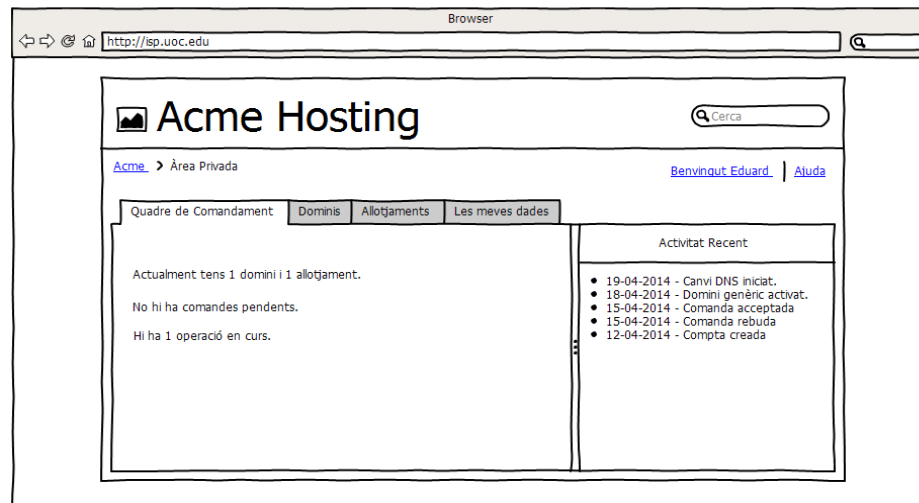 Browser
http://isp.uoc.edu
Acme Hosting
Cerca
Acme > Àrea Privada
Benvingut Eduard | Ajuda
Quadre de Comandament Dominis Allotjaments Les meves dades
Activitat Recent
Actualment tens 1 domini i 1 allotjament.
No hi ha comandes pendents.
Hi ha 1 operació en curs.
• 19-04-2014 - Canvi DNS iniciat.
• 18-04-2014 - Domini genèric activat.
• 15-04-2014 - Comanda acceptada
• 15-04-2014 - Comanda rebuda
• 12-04-2014 - Compta creada